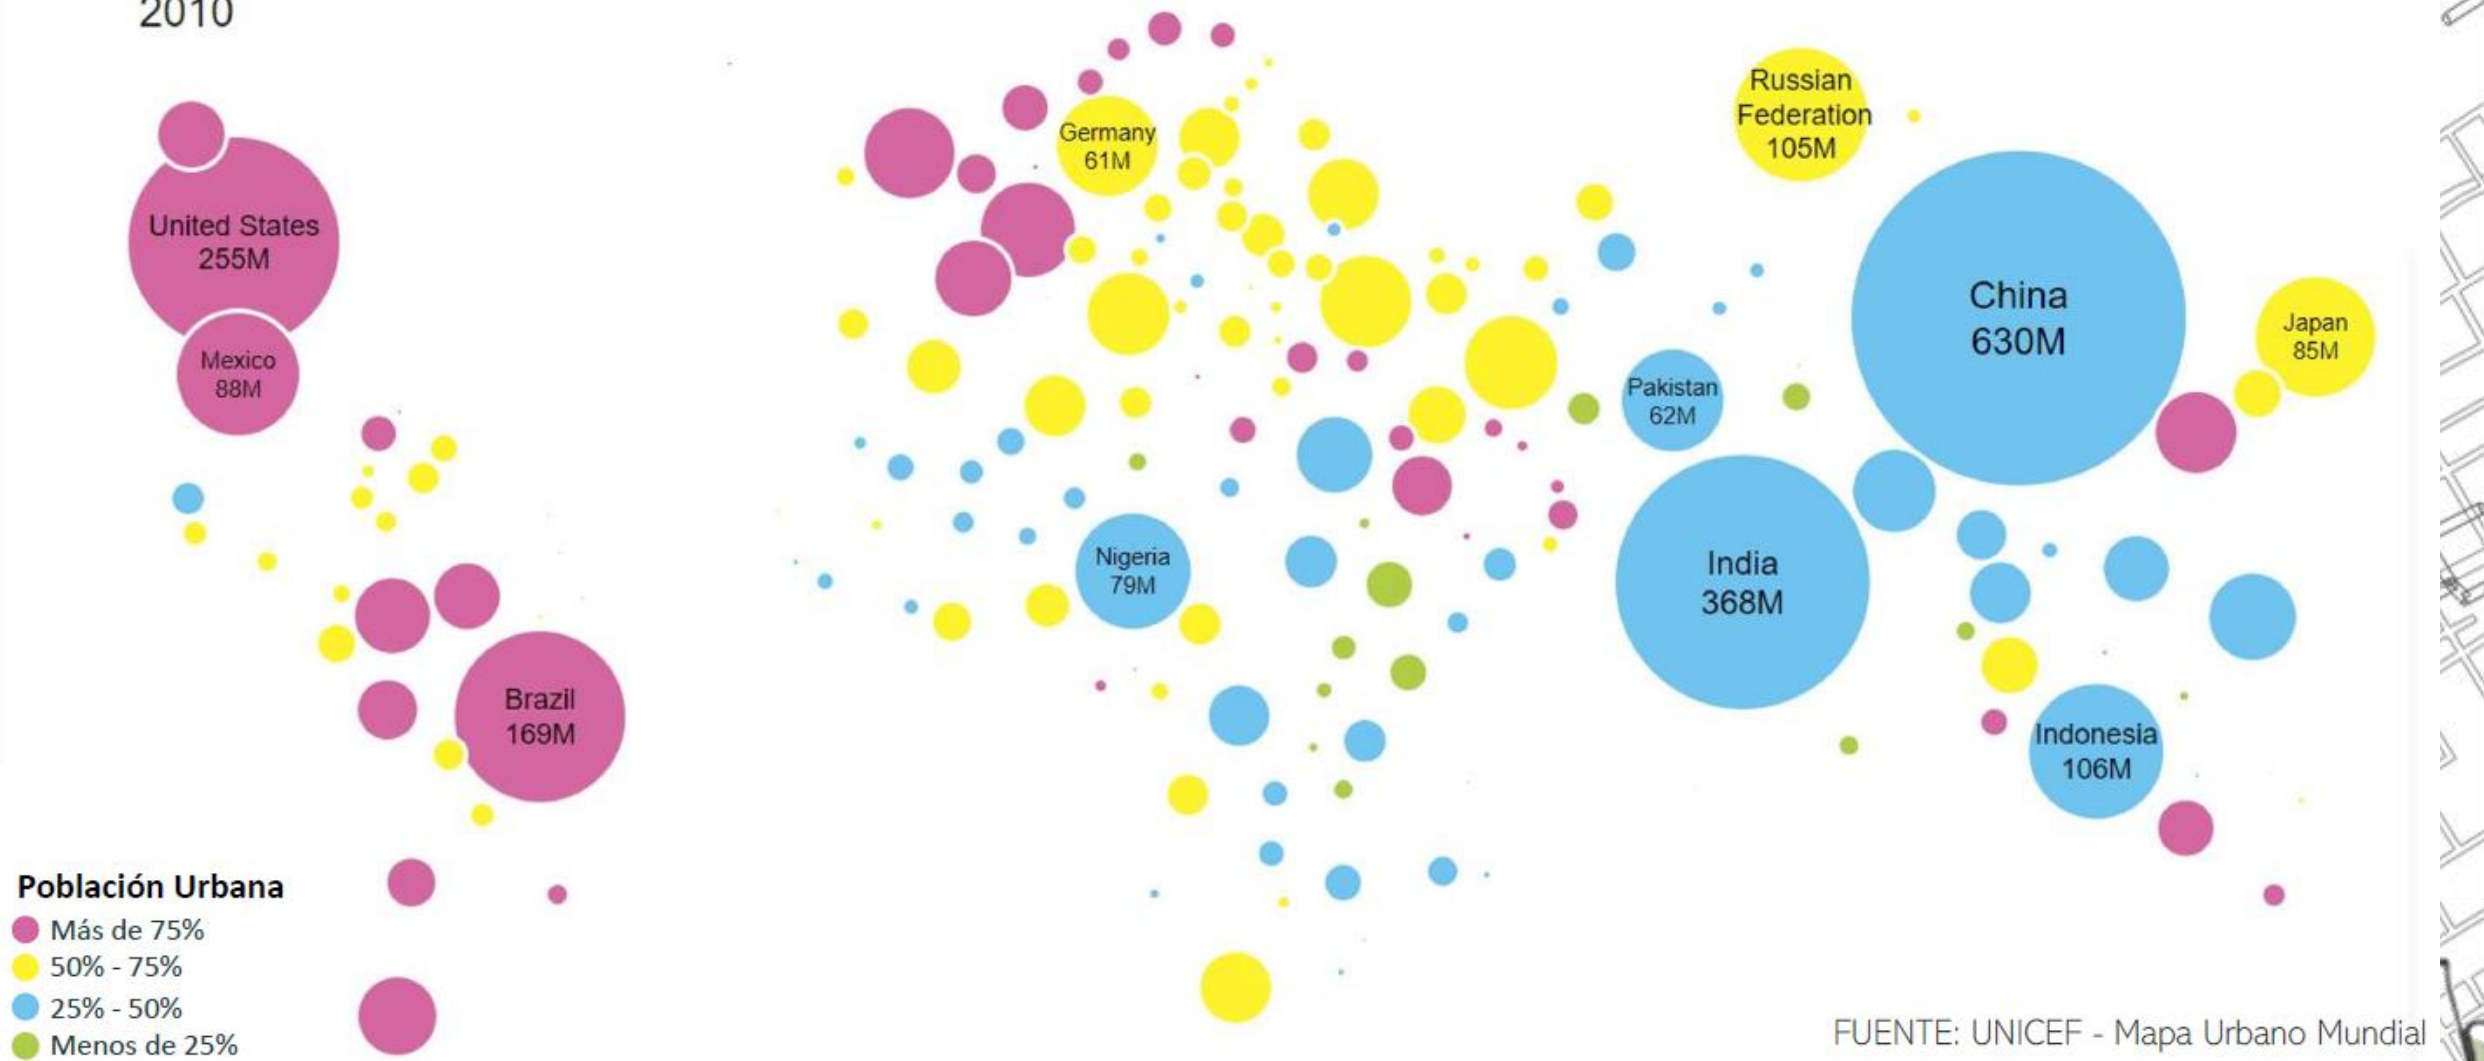 2010
United States
255M
Mexico
88M
Brazil
169M
Germany
61M
Nigeria
79M
Russian
Federation
105M
China
630M
Japan
85M
Pakistan
62M
India
368M
Indonesia
106M
Población Urbana
Más de 75%
50% - 75%
25% - 50%
Menos de 25%
FUENTE: UNICEF - Mapa Urbano Mundial